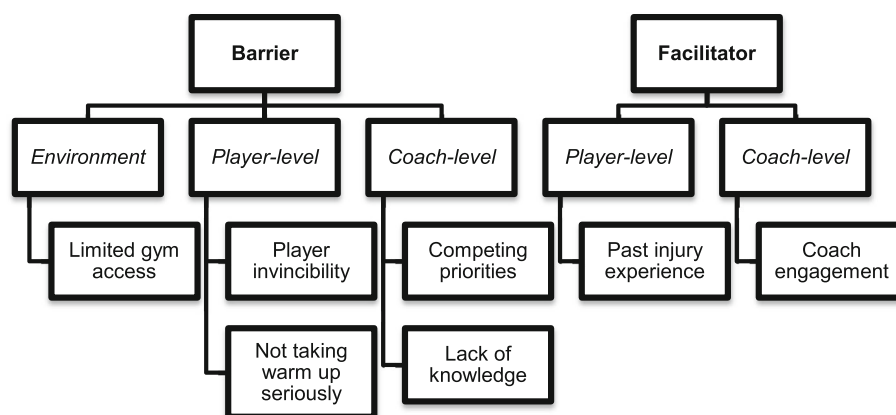 Barrier
Facilitator
Environment
Player-level
Coach-level
Player-level
Coach-level
Limited gym
access
Player
invincibility
Competing
priorities
Past injury
experience
Coach
engagement
Not taking
warm up
seriously
Lack of
knowledge